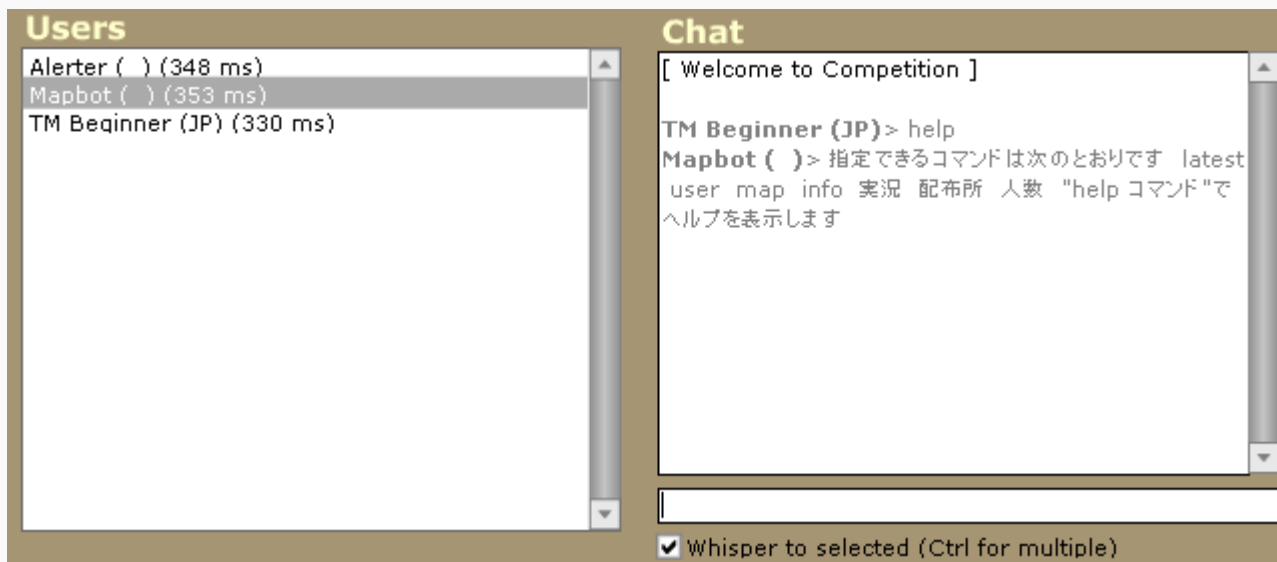 Users
Alerter (  ) (348 ms)
Mapbot (  ) (353 ms)
TM Beginner (JP) (330 ms)
Chat
[ Welcome to Competition ]
TM Beginner (JP)> help
Mapbot (  )> 指定できるコマンドは次のとおりです  latest
user  map  info  実況  配布所  人数  "help コマンド"で
ヘルプを表示します
Whisper to selected (Ctrl for multiple)